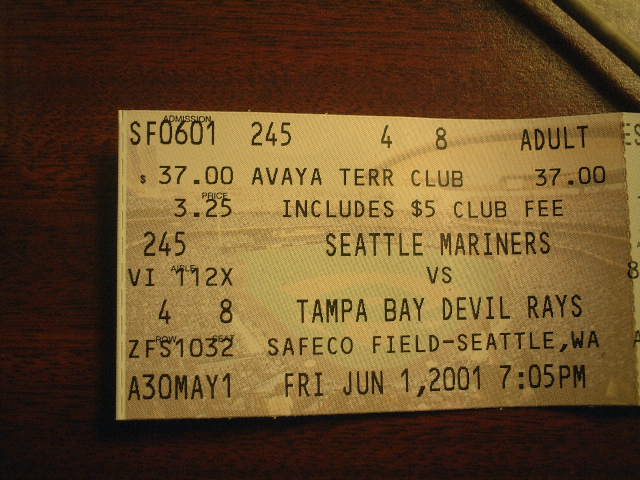 ADMISSION
SF0601 245 4 8 ADULT
$ 37.00 AVAYA TERR CLUB 37.00
PRICE
3.25 INCLUDES $5 CLUB FEE
245 SEATTLE MARINERS
AISLE
VI 112X VS
4 8 TAMPA BAY DEVIL RAYS
ROW SEAT
ZFS1032 SAFECO FIELD-SEATTLE,WA
A30MAY1 FRI JUN 1,2001 7:05PM